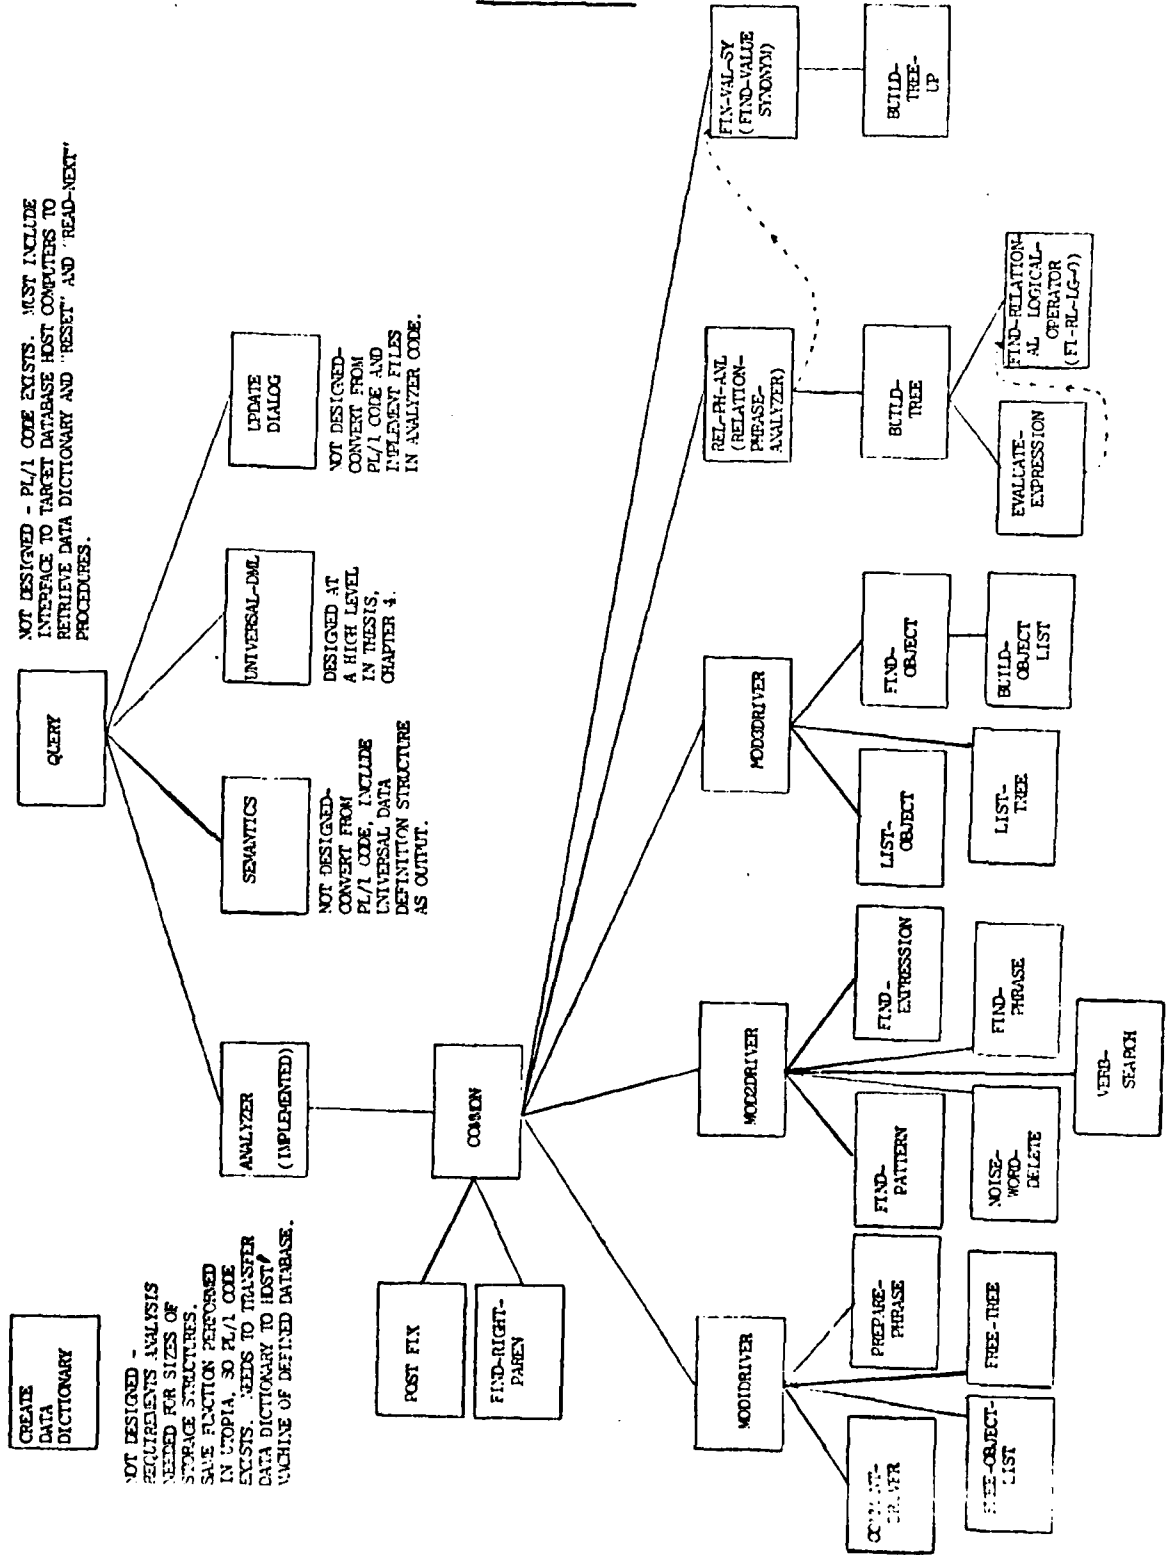 CREATE
DATA
DICTIONARY
NOT DESIGNED -
REQUIREMENTS ANALYSIS
NEEDED FOR SIZES OF
STORAGE STRUCTURES.
SAME FUNCTION PERFORMED
IN UTOPIA, SO PL/1 CODE
EXISTS. NEEDS TO TRANSFER
DATA DICTIONARY TO HOST
MACHINE OF DEFINED DATABASE.
QUERY
NOT DESIGNED - PL/1 CODE EXISTS. MUST INCLUDE
INTERFACE TO TARGET DATABASE HOST COMPUTERS TO
RETRIEVE DATA DICTIONARY AND "RESET" AND "READ-NEXT"
PROCEDURES.
ANALYZER
(IMPLEMENTED)
SEMANTICS
NOT DESIGNED-
CONVERT FROM
PL/1 CODE, INCLUDE
UNIVERSAL DATA
DEFINITION STRUCTURE
AS OUTPUT.
UNIVERSAL-DML
DESIGNED AT
A HIGH LEVEL
IN THESIS,
CHAPTER 4.
UPDATE
DIALOG
NOT DESIGNED-
CONVERT FROM
PL/1 CODE AND
IMPLEMENT FILES
IN ANALYZER CODE.
POST FIX
FIND-RIGHT-
PAREN
COMMON
MOD1DRIVER
MOD2DRIVER
MOD3DRIVER
REL-PH-ANL
(RELATION-
PHRASE-
ANALYZER)
FIN-VAL-SY
(FIND-VALUE
SYNONYM)
PREPARE-
PHRASE
FREE-OBJECT-
LIST
FREE-TREE
FIND-
PATTERN
FIND-
EXPRESSION
NOISE-
WORD-
DELETE
FIND-
PHRASE
VERB-
SEARCH
LIST-
OBJECT
FIND-
OBJECT
LIST-
TREE
BUILD-
OBJECT
LIST
BUILD-
TREE
EVALUATE-
EXPRESSION
FIND-RELATION-
AL LOGICAL-
OPERATOR
(FI-RL-LG-O)
BUILD-
TREE-
UP